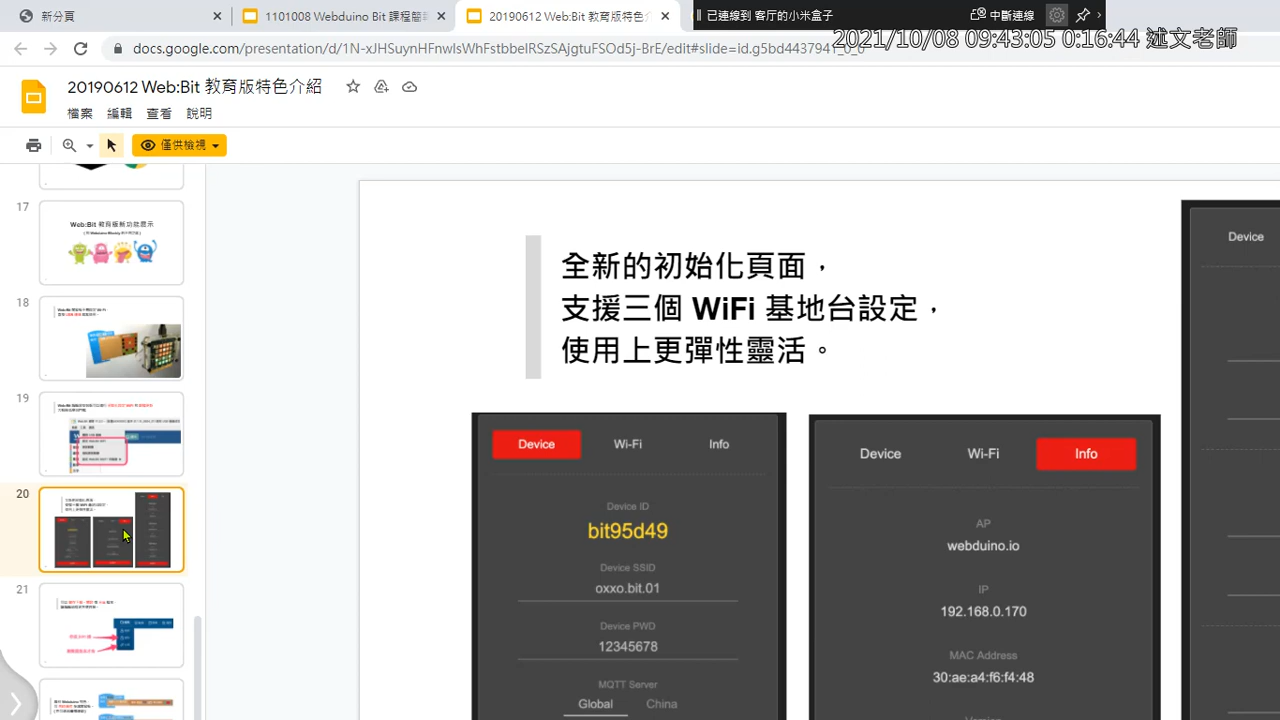 首頁
1101008 Webduino Bit 課程簡
20190612 Web:Bit 教育版特色介
已連線到 客厅的小米盒子
中斷連線
docs.google.com/presentation/d/1N-xJHSuynHFnwIsWhFstbbelRSzSAjgtuFSOd5j-BrE/edit#slide=id.g5bd4437947_0_0
2021/10/08 09:43:05 0:16:44 述文老師
20190612 Web:Bit 教育版特色介紹
檔案 編輯 查看 說明
僅供檢視
17
Web:Bit 教育版新功能展示
18
19
20
21
全新的初始化頁面，
支援三個 WiFi 基地台設定，
使用上更彈性靈活。
Device Wi-Fi Info
Device ID
bit95d49
Device SSID
oxxo.bit.01
Device PWD
12345678
MQTT Server
Global China
Device Wi-Fi Info
AP
webduino.io
IP
192.168.0.170
MAC Address
30:ae:a4:f6:f4:48
Device